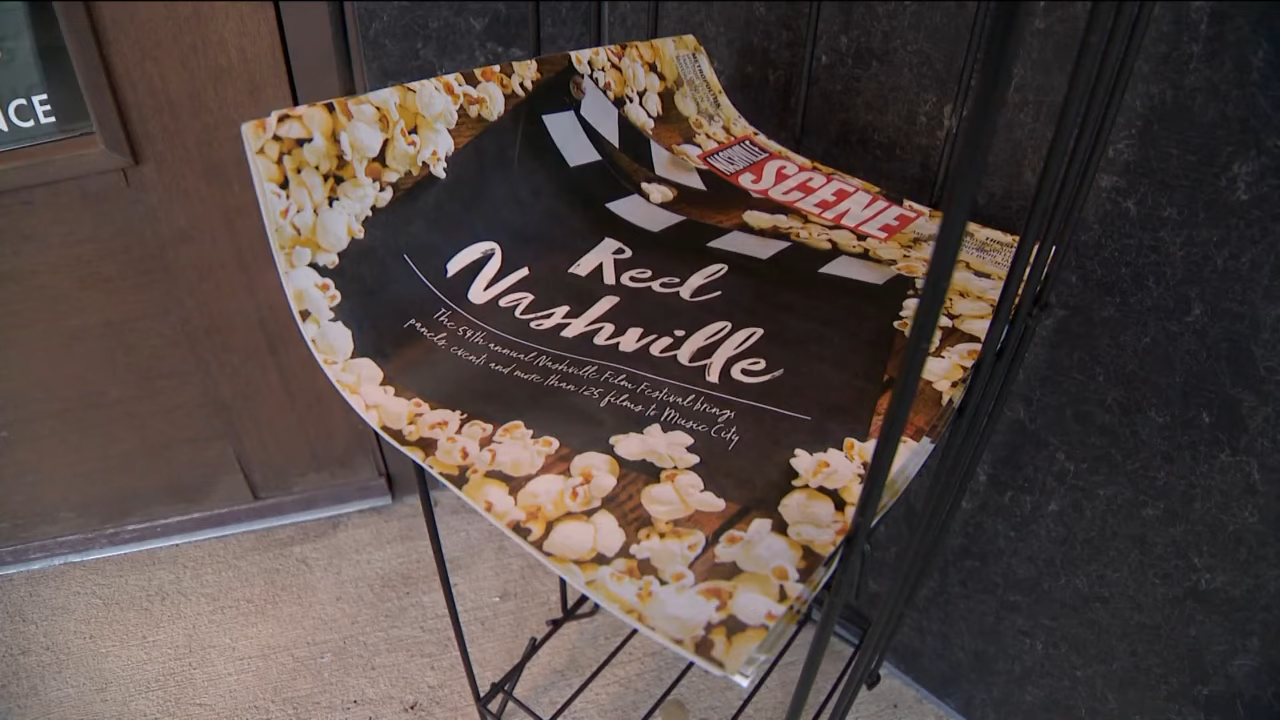 NCE
NASHVILLE
SCENE
Reel
Nashville
The 54th annual Nashville Film Festival brings
panels, events and more than 125 films to Music City